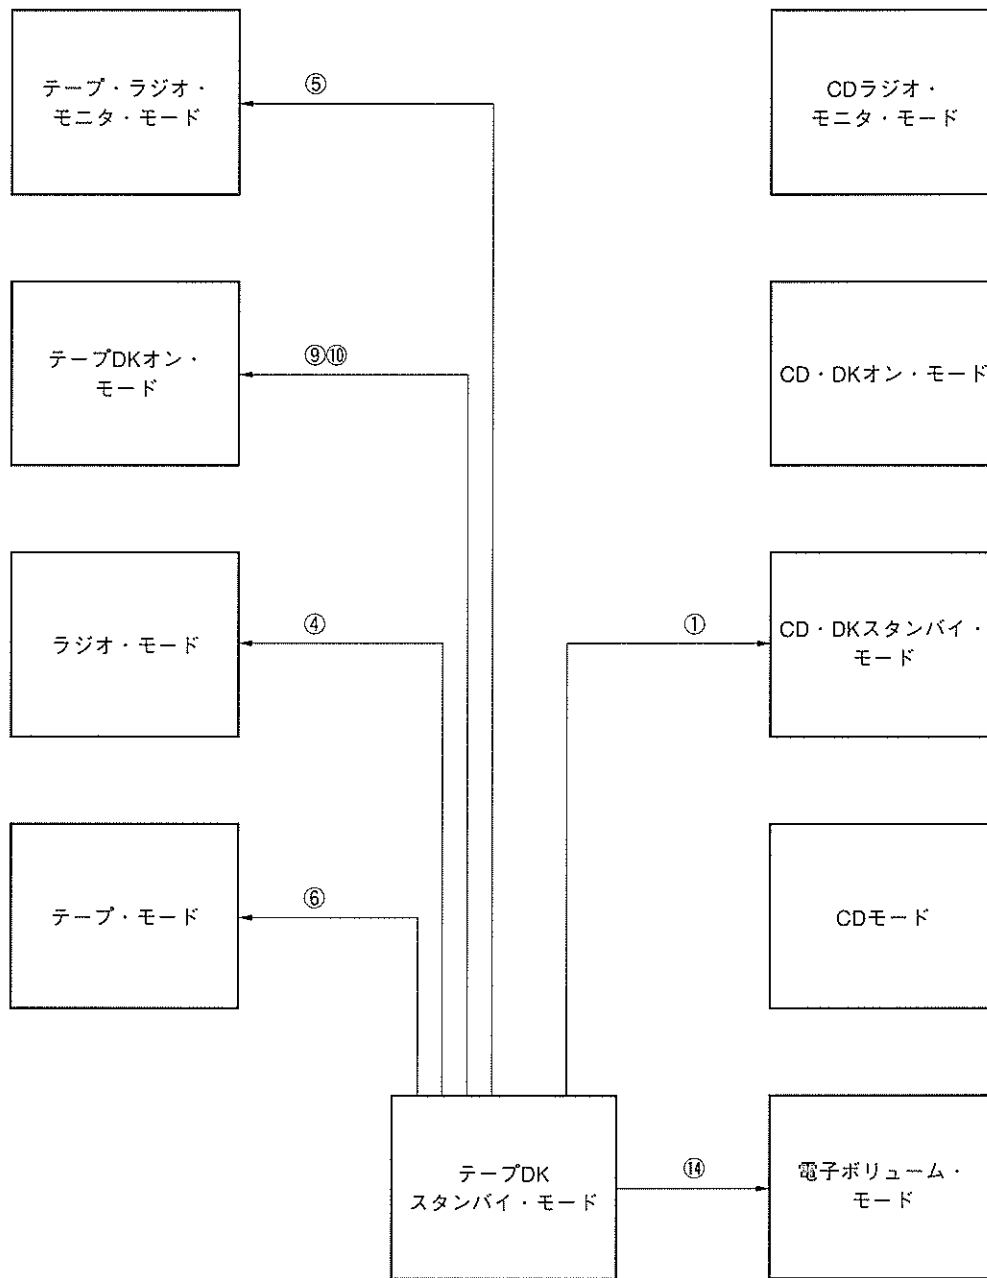 テープ・ラジオ・
モニタ・モード
⑤
CDラジオ・
モニタ・モード
テープDKオン・
モード
⑨⑩
CD・DKオン・モード
ラジオ・モード
④
①
CD・DKスタンバイ・
モード
テープ・モード
⑥
CDモード
テープDK
スタンバイ・モード
⑭
電子ボリューム・
モード